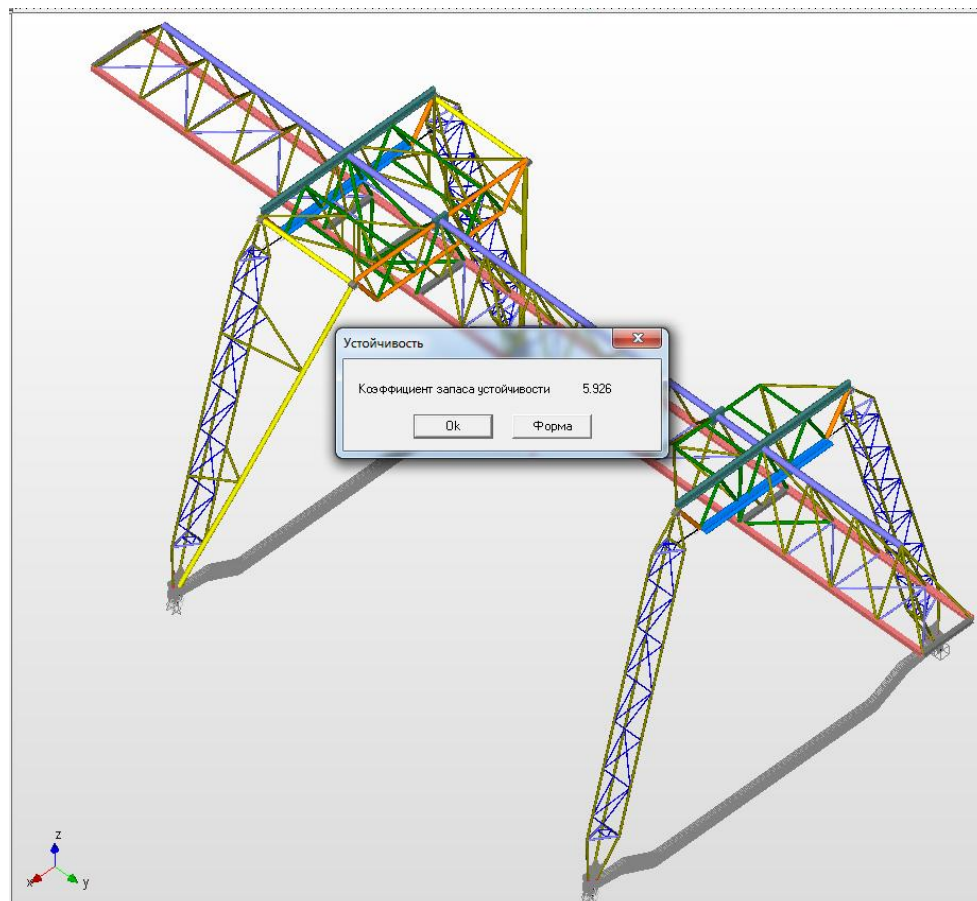 Устойчивость
Коэффициент запаса устойчивости 5.926
Ok Форма
z
x y